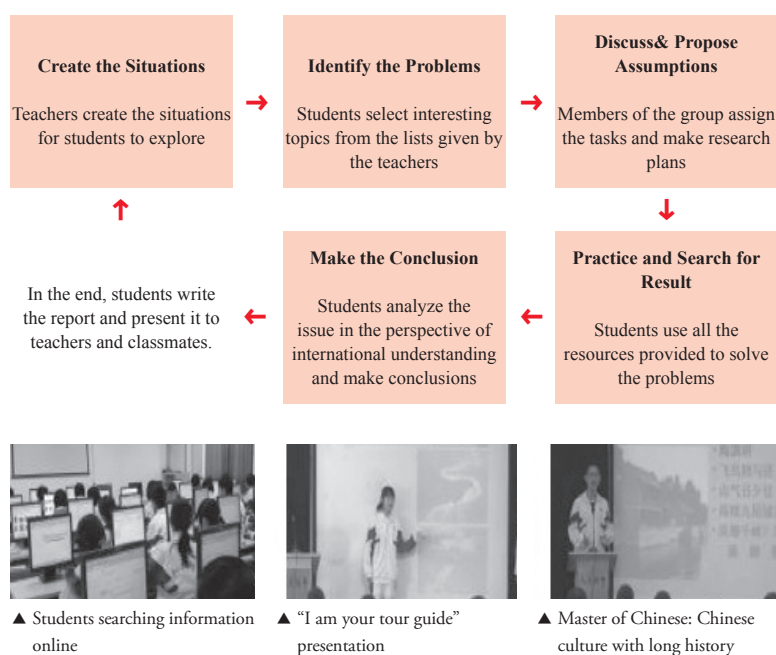 Create the Situations
Teachers create the situations
for students to explore
Identify the Problems
Students select interesting
topics from the lists given by
the teachers
Discuss& Propose
Assumptions
Members of the group assign
the tasks and make research
plans
Practice and Search for
Result
Students use all the
resources provided to solve
the problems
Make the Conclusion
Students analyze the
issue in the perspective of
international understanding
and make conclusions
In the end, students write
the report and present it to
teachers and classmates.
▲ Students searching information
online
▲ “I am your tour guide”
presentation
▲ Master of Chinese: Chinese
culture with long history